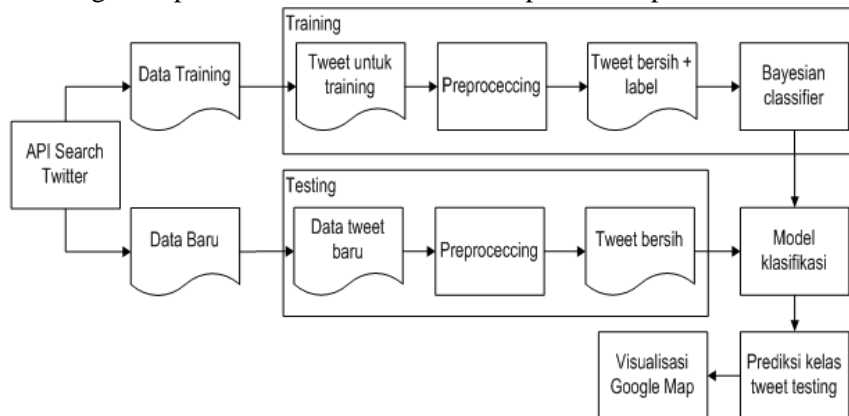 Training
Data Training
Tweet untuk
training
Preproceccing
Tweet bersih +
label
Bayesian
classifier
API Search
Twitter
Testing
Data Baru
Data tweet
baru
Preproceccing
Tweet bersih
Model
klasifikasi
Visualisasi
Google Map
Prediksi kelas
tweet testing